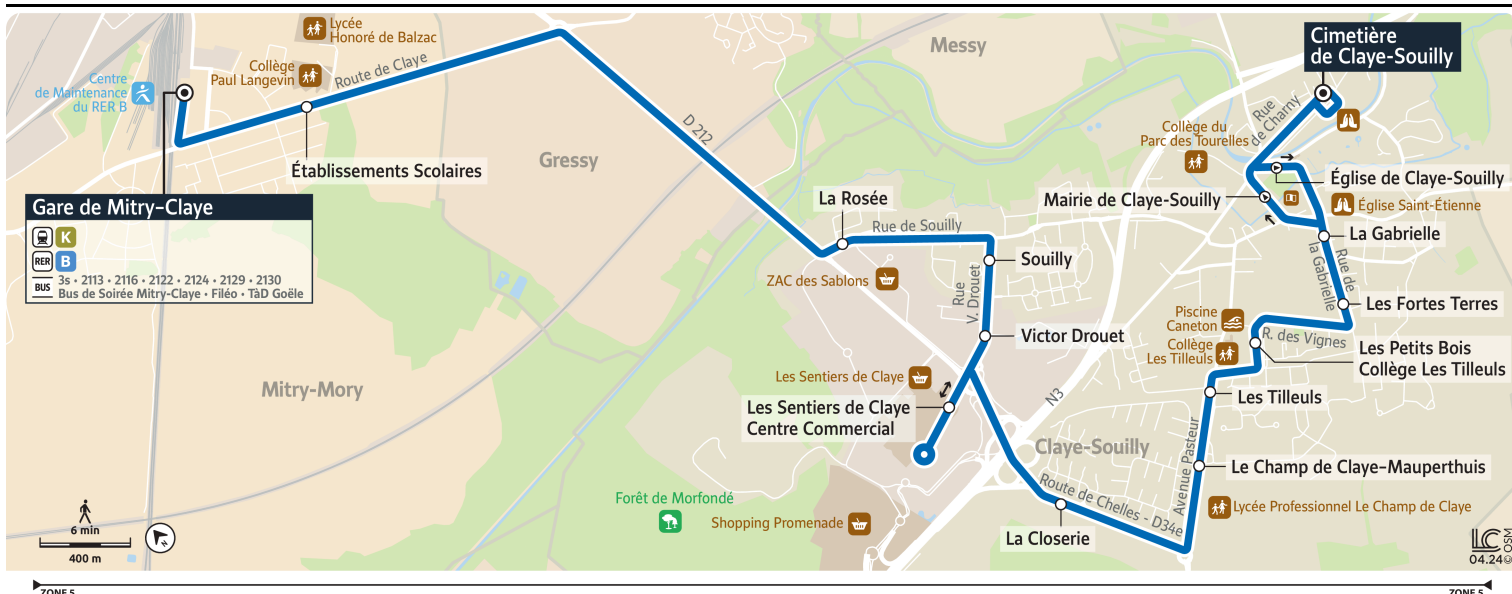 Lycée
Honoré de Balzac
Collège
Paul Langevin
Route de Claye
Centre
de Maintenance
du RER B
Messy
Cimetière
de Claye-Souilly
Rue
de Charny
D 212
Collège du
Parc des Tourelles
Gressy
Établissements Scolaires
Église de Claye-Souilly
Gare de Mitry-Claye
K
RER
B
BUS
3s • 2113 • 2116 • 2122 • 2124 • 2129 • 2130
Bus de Soirée Mitry-Claye • Filéo • TàD Goële
La Rosée
Mairie de Claye-Souilly
Église Saint-Étienne
Rue de Souilly
La Gabrielle
Souilly
Rue de
la Gabrielle
ZAC des Sablons
Rue
V. Drouet
Les Fortes Terres
Piscine
Caneton
Victor Drouet
R. des Vignes
Collège
Les Tilleuls
Les Petits Bois
Collège Les Tilleuls
Les Sentiers de Claye
Mitry-Mory
N3
Les Tilleuls
Les Sentiers de Claye
Centre Commercial
Claye-Souilly
Avenue Pasteur
Le Champ de Claye-Mauperthuis
Forêt de Morfondé
Route de Chelles - D34e
Lycée Professionnel Le Champ de Claye
Shopping Promenade
6 min
400 m
N
La Closerie
LC
04.24
© OSM
ZONE 5
ZONE 5